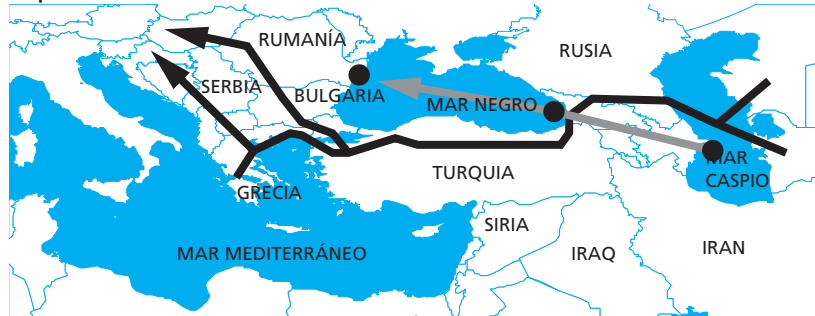 RUMANÍA
RUSIA
SERBIA
BULGARIA
MAR NEGRO
MAR
CASPIO
TURQUIA
GRECIA
SIRIA
MAR MEDITERRÁNEO
IRAQ
IRAN